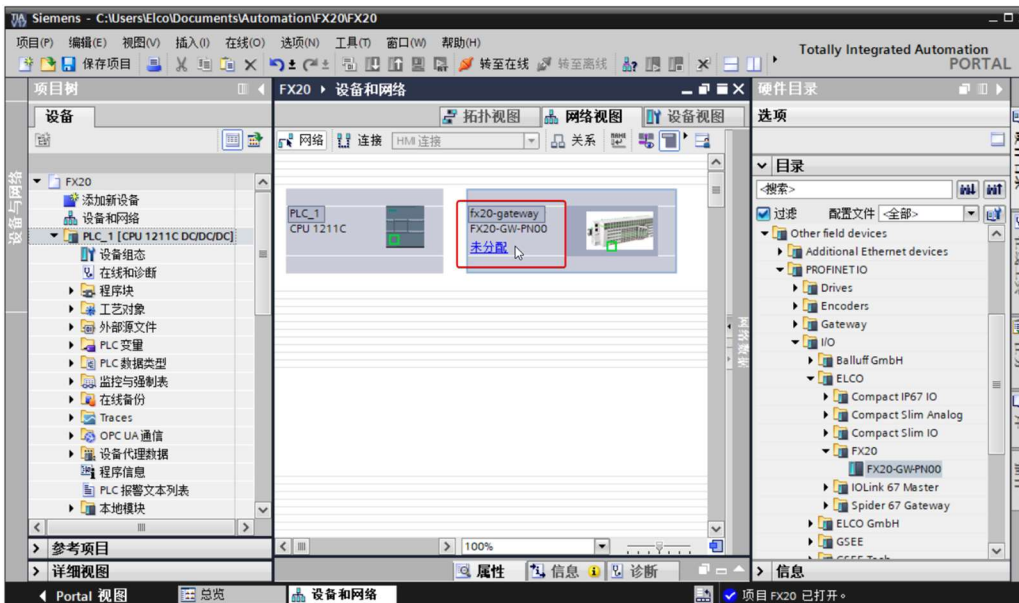 Siemens - C:\Users\Elco\Documents\Automation\FX20\FX20
项目(P) 编辑(E) 视图(V) 插入(I) 在线(O) 选项(N) 工具(T) 窗口(W) 帮助(H)
Totally Integrated Automation
PORTAL
保存项目 转至在线 转至离线
项目树
设备
设备与网络
FX20
添加新设备
设备和网络
PLC_1 [CPU 1211C DC/DC/DC]
设备组态
在线和诊断
程序块
工艺对象
外部源文件
PLC 变量
PLC 数据类型
监控与强制表
在线备份
Traces
OPC UA 通信
设备代理数据
程序信息
PLC 报警文本列表
本地模块
参考项目
详细视图
FX20 ▸ 设备和网络
拓扑视图 网络视图 设备视图
网络 连接 HMI 连接 关系
PLC_1
CPU 1211C
fx20-gateway
FX20-GW-PN00
未分配
网络数据
100%
属性 信息 诊断
硬件目录
选项
目录
<搜索>
过滤 配置文件 <全部>
Other field devices
Additional Ethernet devices
PROFINET IO
Drives
Encoders
Gateway
I/O
Balluff GmbH
ELCO
Compact IP67 IO
Compact Slim Analog
Compact Slim IO
FX20
FX20-GW-PN00
IOLink 67 Master
Spider 67 Gateway
ELCO GmbH
GSEE
GSEE Tech
信息
Portal 视图 总览 设备和网络 项目 FX20 已打开。